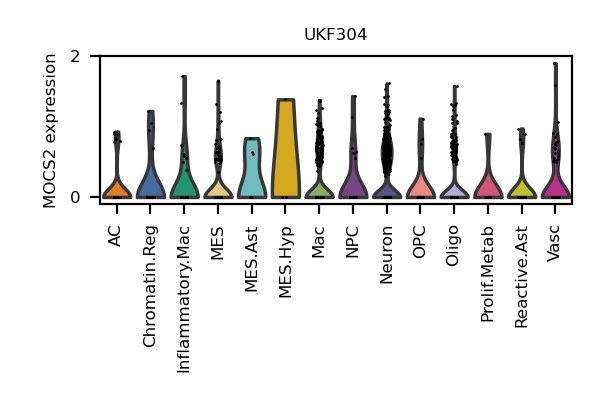 UKF304
MOCS2 expression
2
0
AC
Chromatin.Reg
Inflammatory.Mac
MES
MES.Ast
MES.Hyp
Mac
NPC
Neuron
OPC
Oligo
Prolif.Metab
Reactive.Ast
Vasc